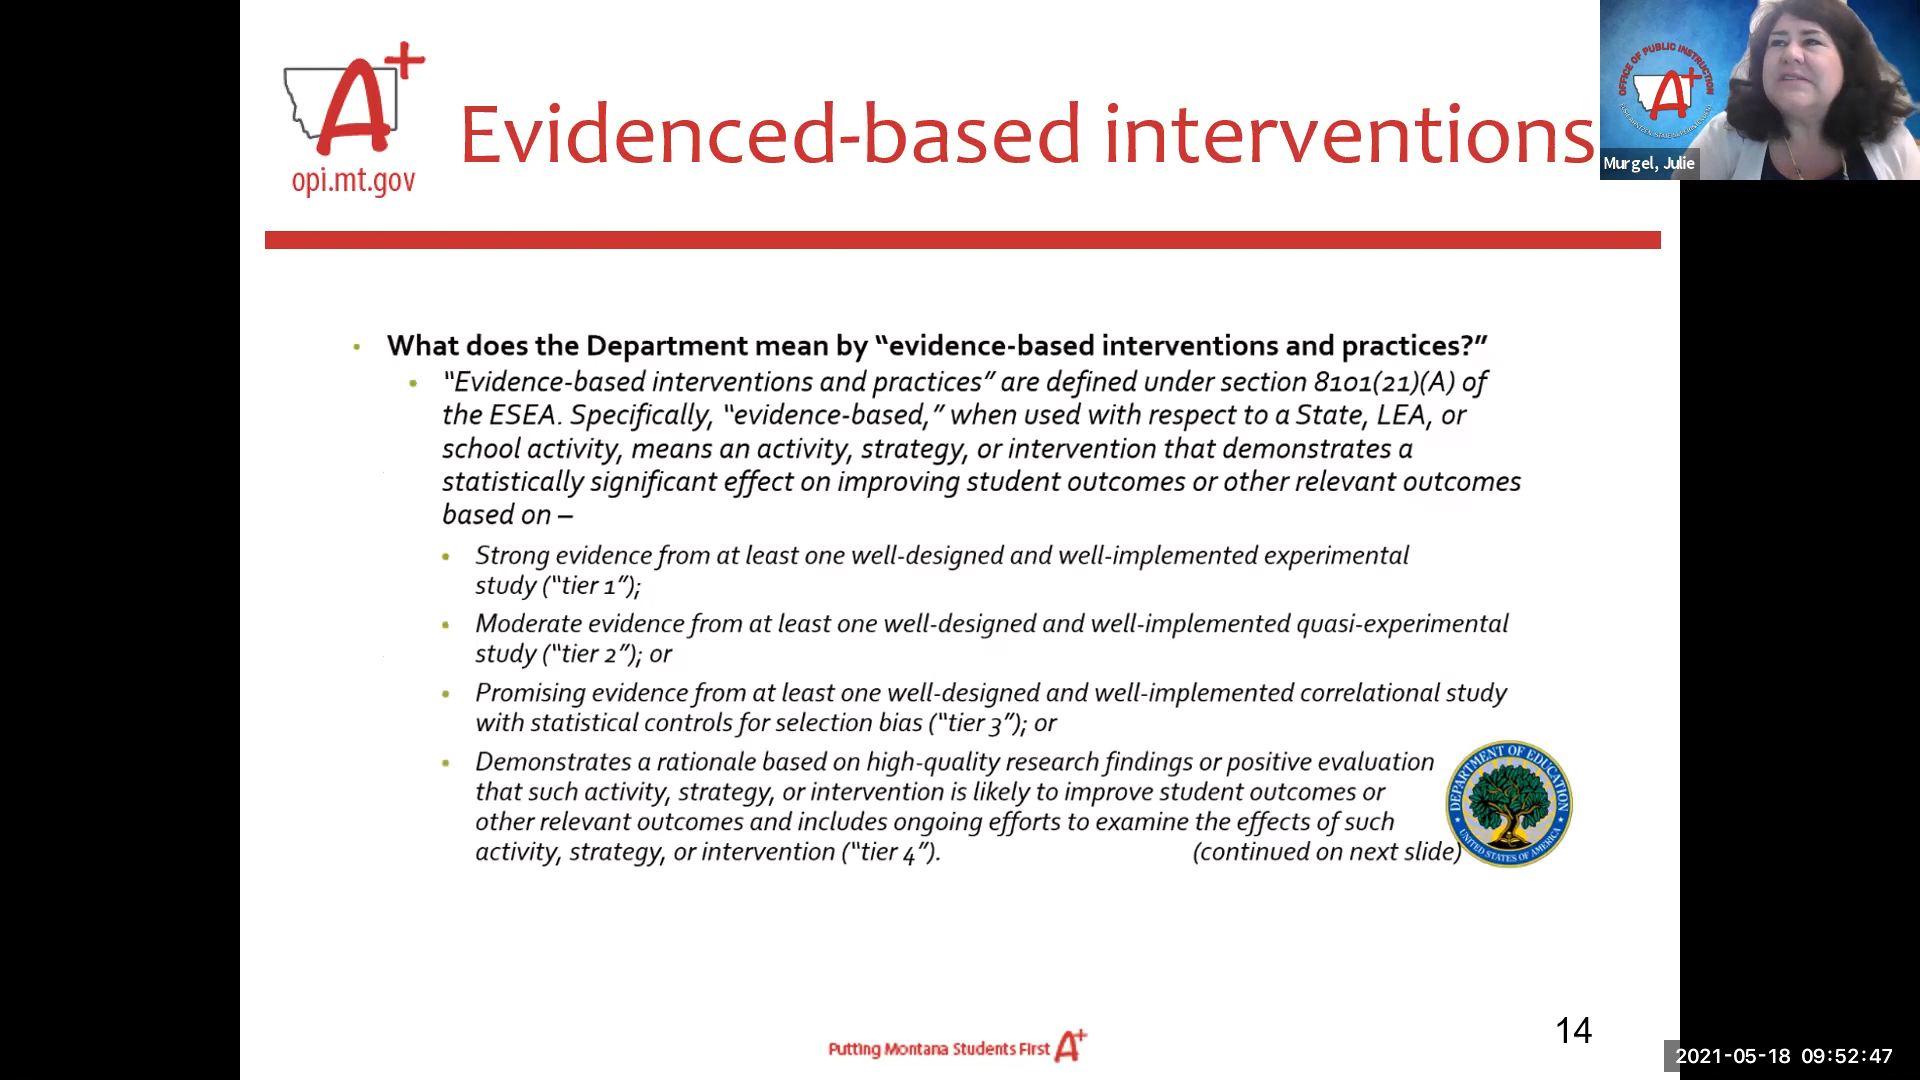 A+
opi.mt.gov
Evidenced-based interventions
OFFICE OF PUBLIC INSTRUCTION
A+
Murgel, Julie
• What does the Department mean by “evidence-based interventions and practices?”
• “Evidence-based interventions and practices” are defined under section 8101(21)(A) of
the ESEA. Specifically, “evidence-based,” when used with respect to a State, LEA, or
school activity, means an activity, strategy, or intervention that demonstrates a
statistically significant effect on improving student outcomes or other relevant outcomes
based on –
• Strong evidence from at least one well-designed and well-implemented experimental
study (“tier 1”);
• Moderate evidence from at least one well-designed and well-implemented quasi-experimental
study (“tier 2”); or
• Promising evidence from at least one well-designed and well-implemented correlational study
with statistical controls for selection bias (“tier 3”); or
• Demonstrates a rationale based on high-quality research findings or positive evaluation
that such activity, strategy, or intervention is likely to improve student outcomes or
other relevant outcomes and includes ongoing efforts to examine the effects of such
activity, strategy, or intervention (“tier 4”). (continued on next slide)
DEPARTMENT OF EDUCATION
UNITED STATES OF AMERICA
Putting Montana Students First A+
14
2021-05-18 09:52:47